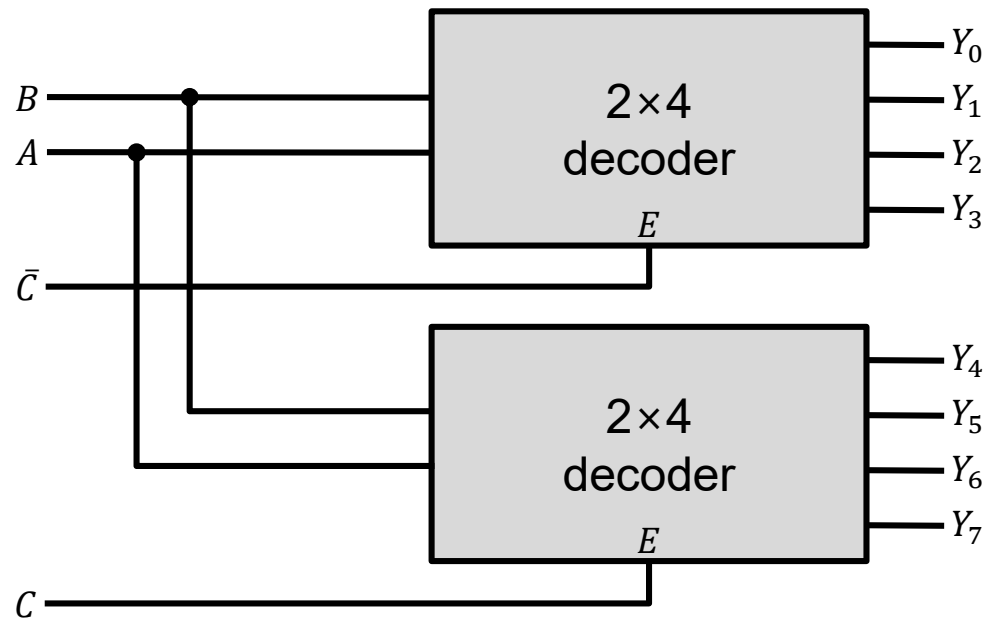 Y₀
B
2×4
Y₁
A
decoder
Y₂
Y₃
E
C̄
Y₄
2×4
Y₅
decoder
Y₆
Y₇
E
C